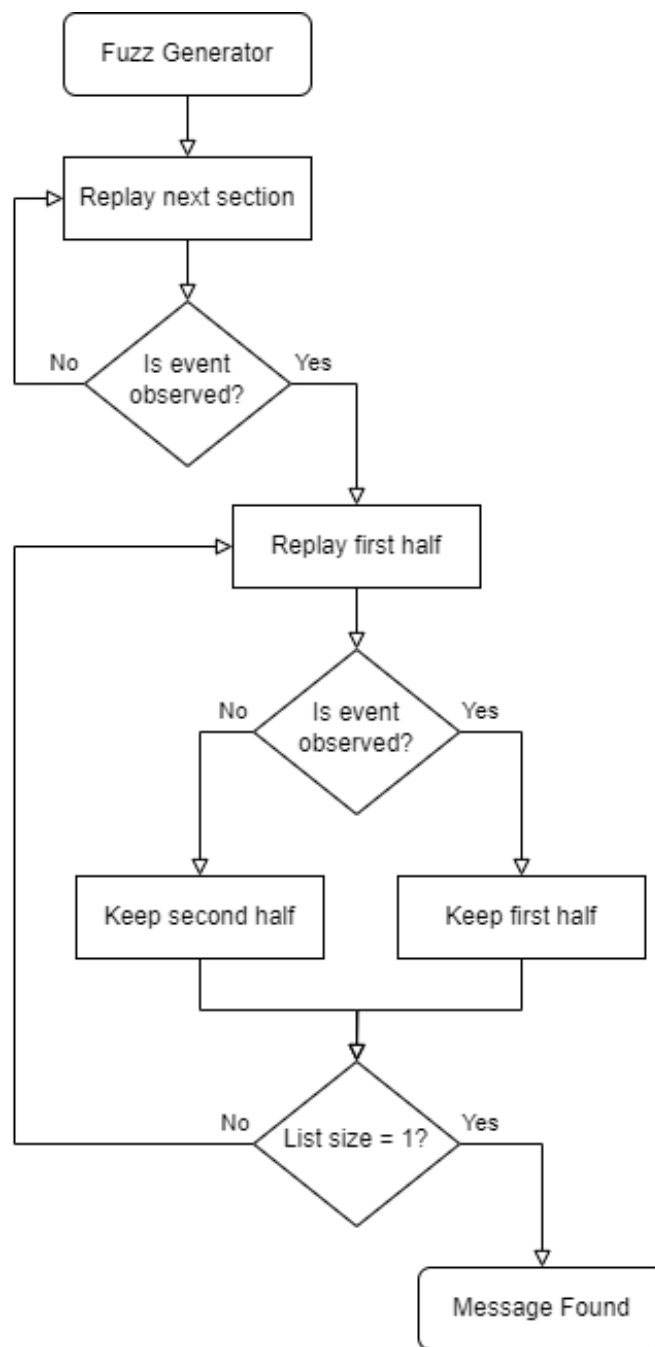 Fuzz Generator
Replay next section
No
Is event
observed?
Yes
Replay first half
No
Is event
observed?
Yes
Keep second half
Keep first half
No
List size = 1?
Yes
Message Found